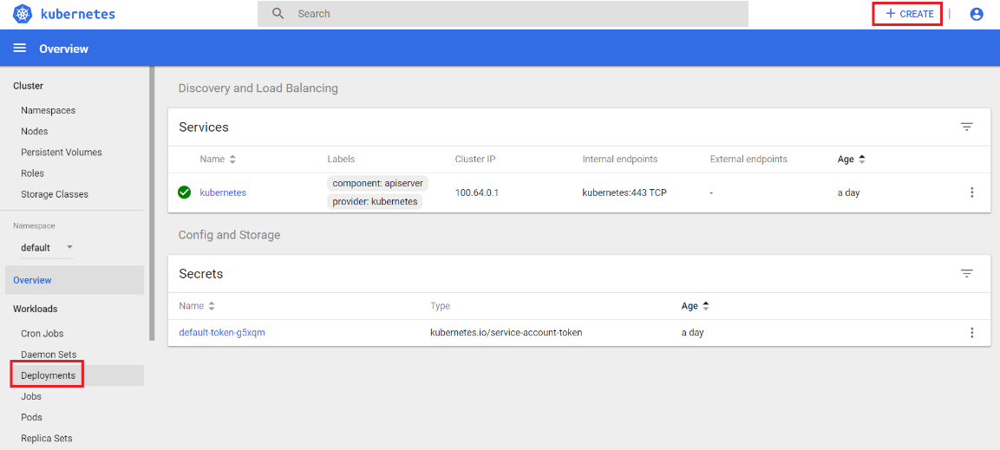 kubernetes
Search
+ CREATE
Overview
Cluster
Namespaces
Nodes
Persistent Volumes
Roles
Storage Classes
Namespace
default
Overview
Workloads
Cron Jobs
Daemon Sets
Deployments
Jobs
Pods
Replica Sets
Discovery and Load Balancing
Services
Name Labels Cluster IP Internal endpoints External endpoints Age
component: apiserver
kubernetes 100.64.0.1 kubernetes:443 TCP - a day
provider: kubernetes
Config and Storage
Secrets
Name Type Age
default-token-g5xqm kubernetes.io/service-account-token a day